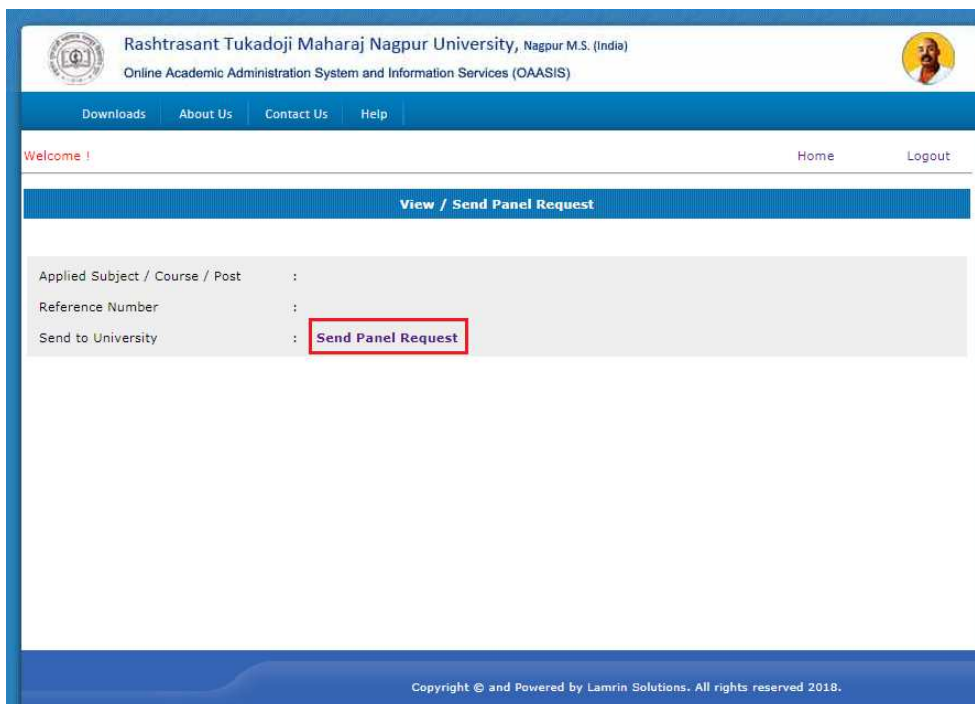 Rashtrasant Tukadoji Maharaj Nagpur University, Nagpur M.S. (India)
Online Academic Administration System and Information Services (OAASIS)
Downloads About Us Contact Us Help
Welcome ! Home Logout
View / Send Panel Request
Applied Subject / Course / Post :
Reference Number :
Send to University : Send Panel Request
Copyright © and Powered by Lamrin Solutions. All rights reserved 2018.